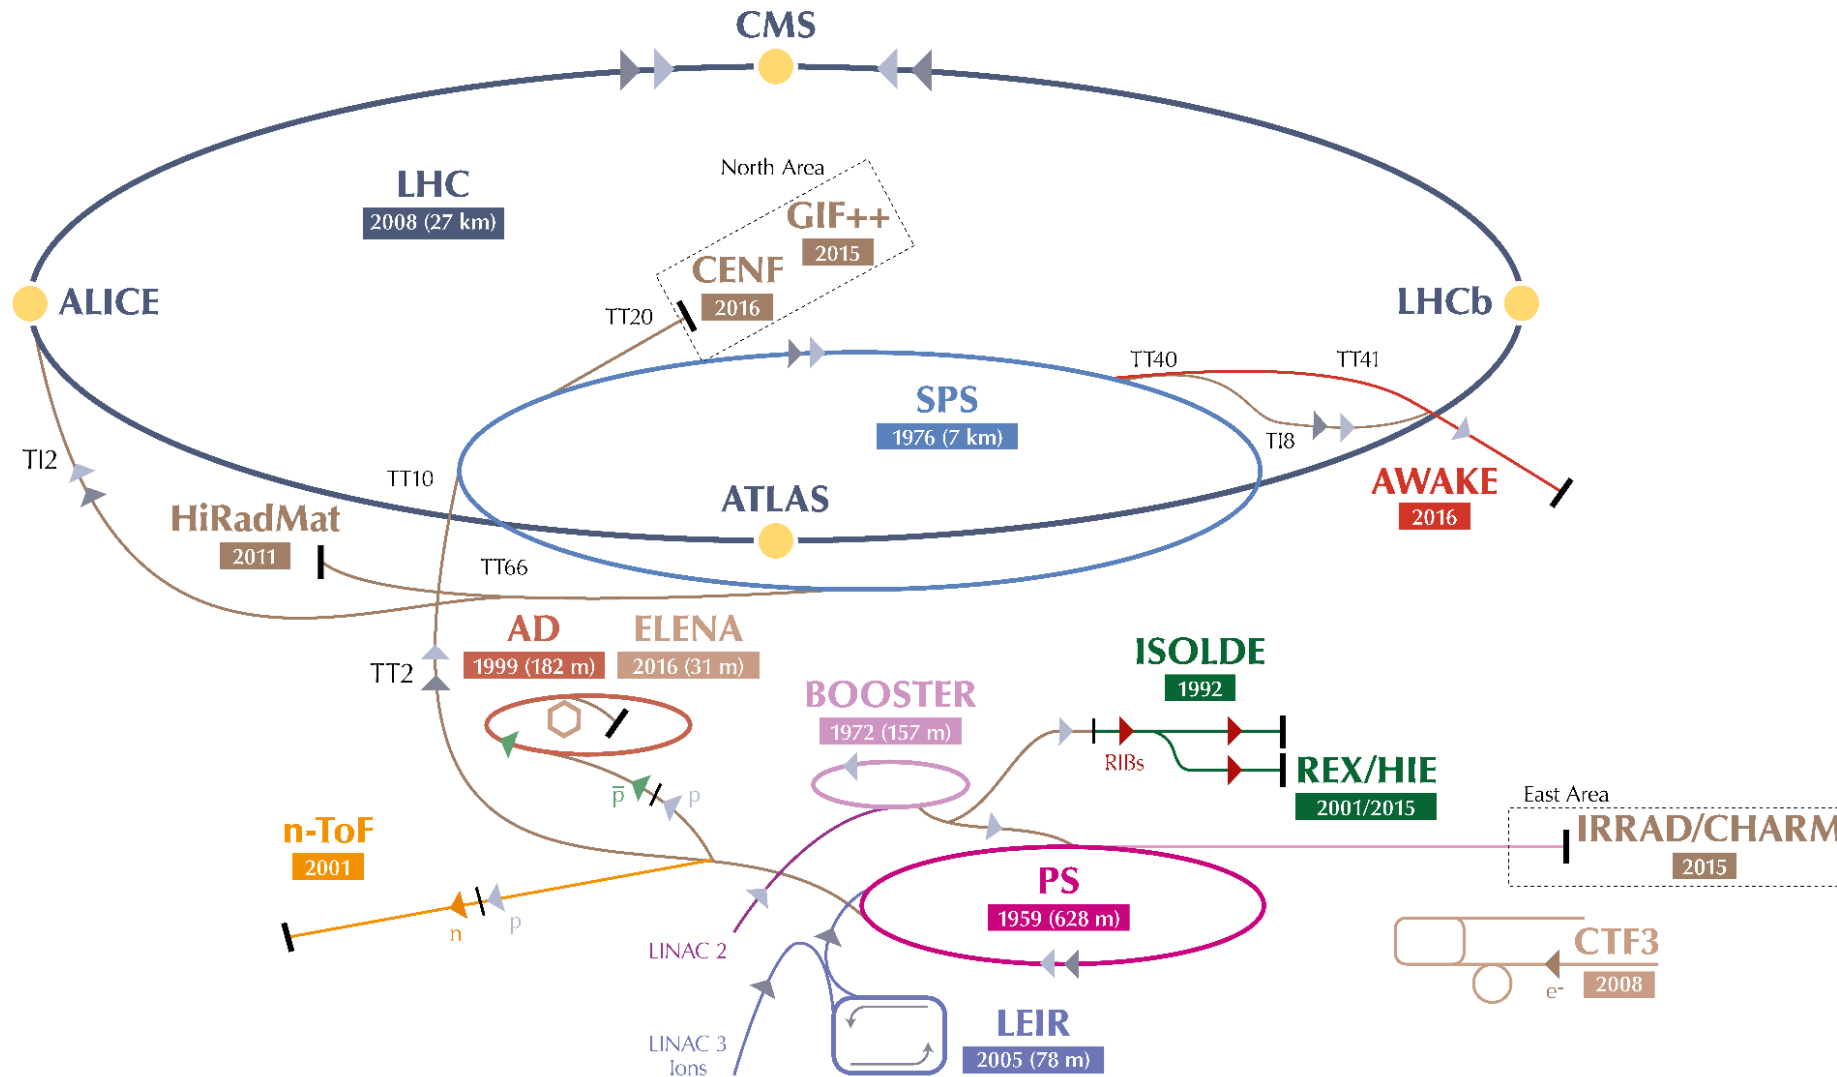 CMS
North Area
LHC
2008 (27 km)
GIF++
2015
CENF
2016
ALICE
LHCb
TT20
TT40
TT41
SPS
1976 (7 km)
TI8
TI2
TT10
ATLAS
AWAKE
2016
HiRadMat
2011
TT66
AD
1999 (182 m)
ELENA
2016 (31 m)
TT2
ISOLDE
1992
BOOSTER
1972 (157 m)
RIBs
REX/HIE
2001/2015
p̅
p
East Area
IRRAD/CHARM
2015
n-ToF
2001
n
p
PS
1959 (628 m)
LINAC 2
CTF3
2008
e-
LEIR
2005 (78 m)
LINAC 3
Ions